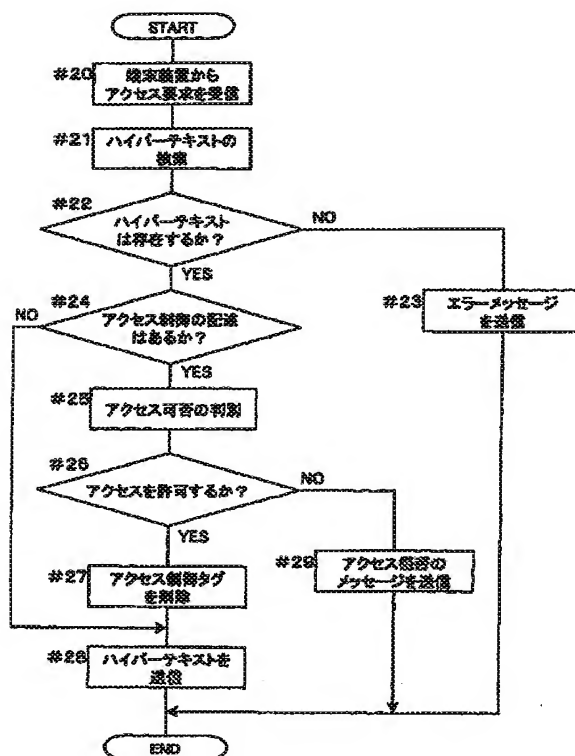 START
#20
端末装置から
アクセス要求を受信
#21
ハイパーテキストの
検索
#22
ハイパーテキスト
は存在するか?
NO
YES
#23
エラーメッセージ
を送信
#24
NO
アクセス制御の記述
はあるか?
YES
#25
アクセス可否の判別
#26
アクセスを許可するか?
NO
YES
#27
アクセス制御タグ
を削除
#29
アクセス拒否の
メッセージを送信
#28
ハイパーテキストを
送信
END